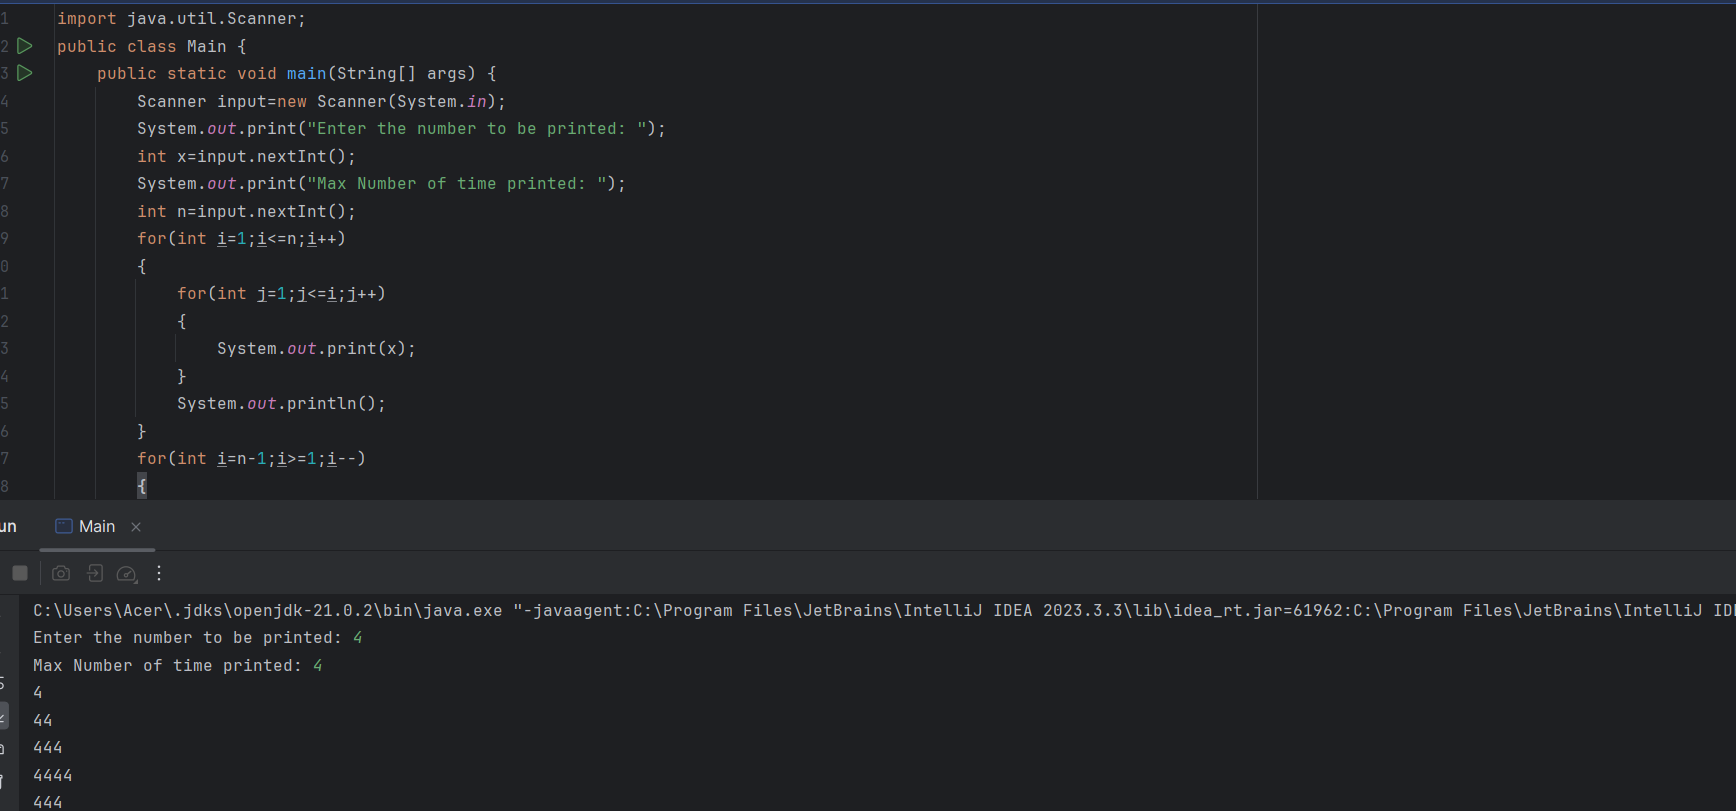 1 import java.util.Scanner;
2 public class Main {
3 public static void main(String[] args) {
4 Scanner input=new Scanner(System.in);
5 System.out.print("Enter the number to be printed: ");
6 int x=input.nextInt();
7 System.out.print("Max Number of time printed: ");
8 int n=input.nextInt();
9 for(int i=1;i<=n;i++)
0 {
1 for(int j=1;j<=i;j++)
2 {
3 System.out.print(x);
4 }
5 System.out.println();
6 }
7 for(int i=n-1;i>=1;i--)
8 {
un Main
C:\Users\Acer\.jdks\openjdk-21.0.2\bin\java.exe "-javaagent:C:\Program Files\JetBrains\IntelliJ IDEA 2023.3.3\lib\idea_rt.jar=61962:C:\Program Files\JetBrains\IntelliJ IDE
Enter the number to be printed: 4
Max Number of time printed: 4
4
44
444
4444
444